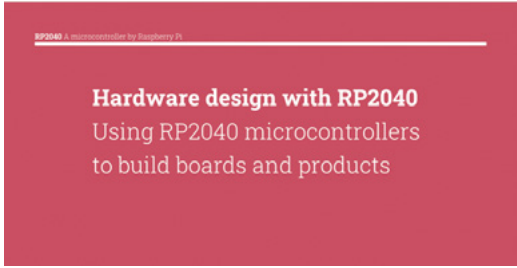 RP2040 A microcontroller by Raspberry Pi
Hardware design with RP2040
Using RP2040 microcontrollers
to build boards and products